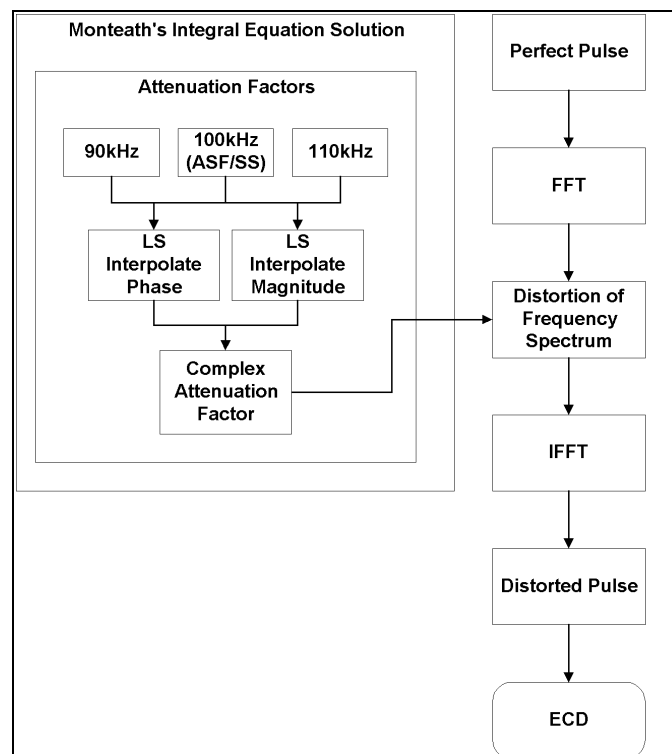 Monteath's Integral Equation Solution
Attenuation Factors
90kHz
100kHz
(ASF/SS)
110kHz
LS
Interpolate
Phase
LS
Interpolate
Magnitude
Complex
Attenuation
Factor
Perfect Pulse
FFT
Distortion of
Frequency
Spectrum
IFFT
Distorted Pulse
ECD